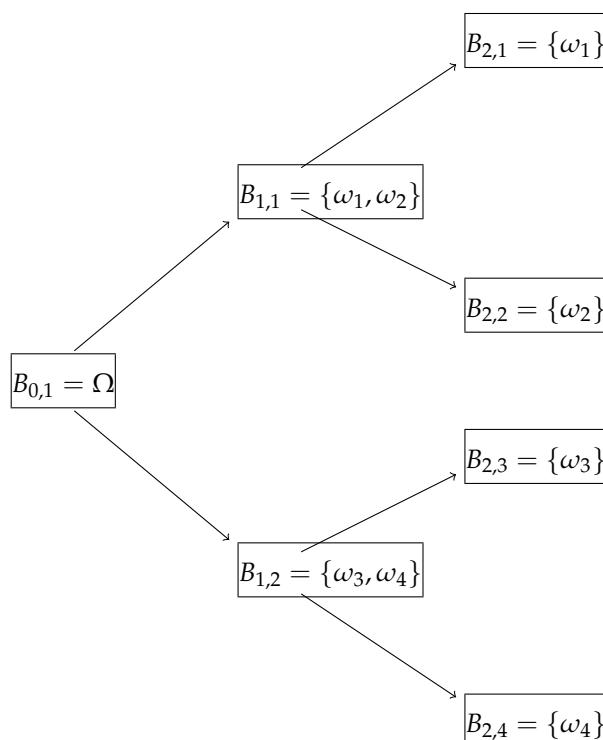 B_{2,1} = {ω_1}
B_{1,1} = {ω_1, ω_2}
B_{2,2} = {ω_2}
B_{0,1} = Ω
B_{2,3} = {ω_3}
B_{1,2} = {ω_3, ω_4}
B_{2,4} = {ω_4}